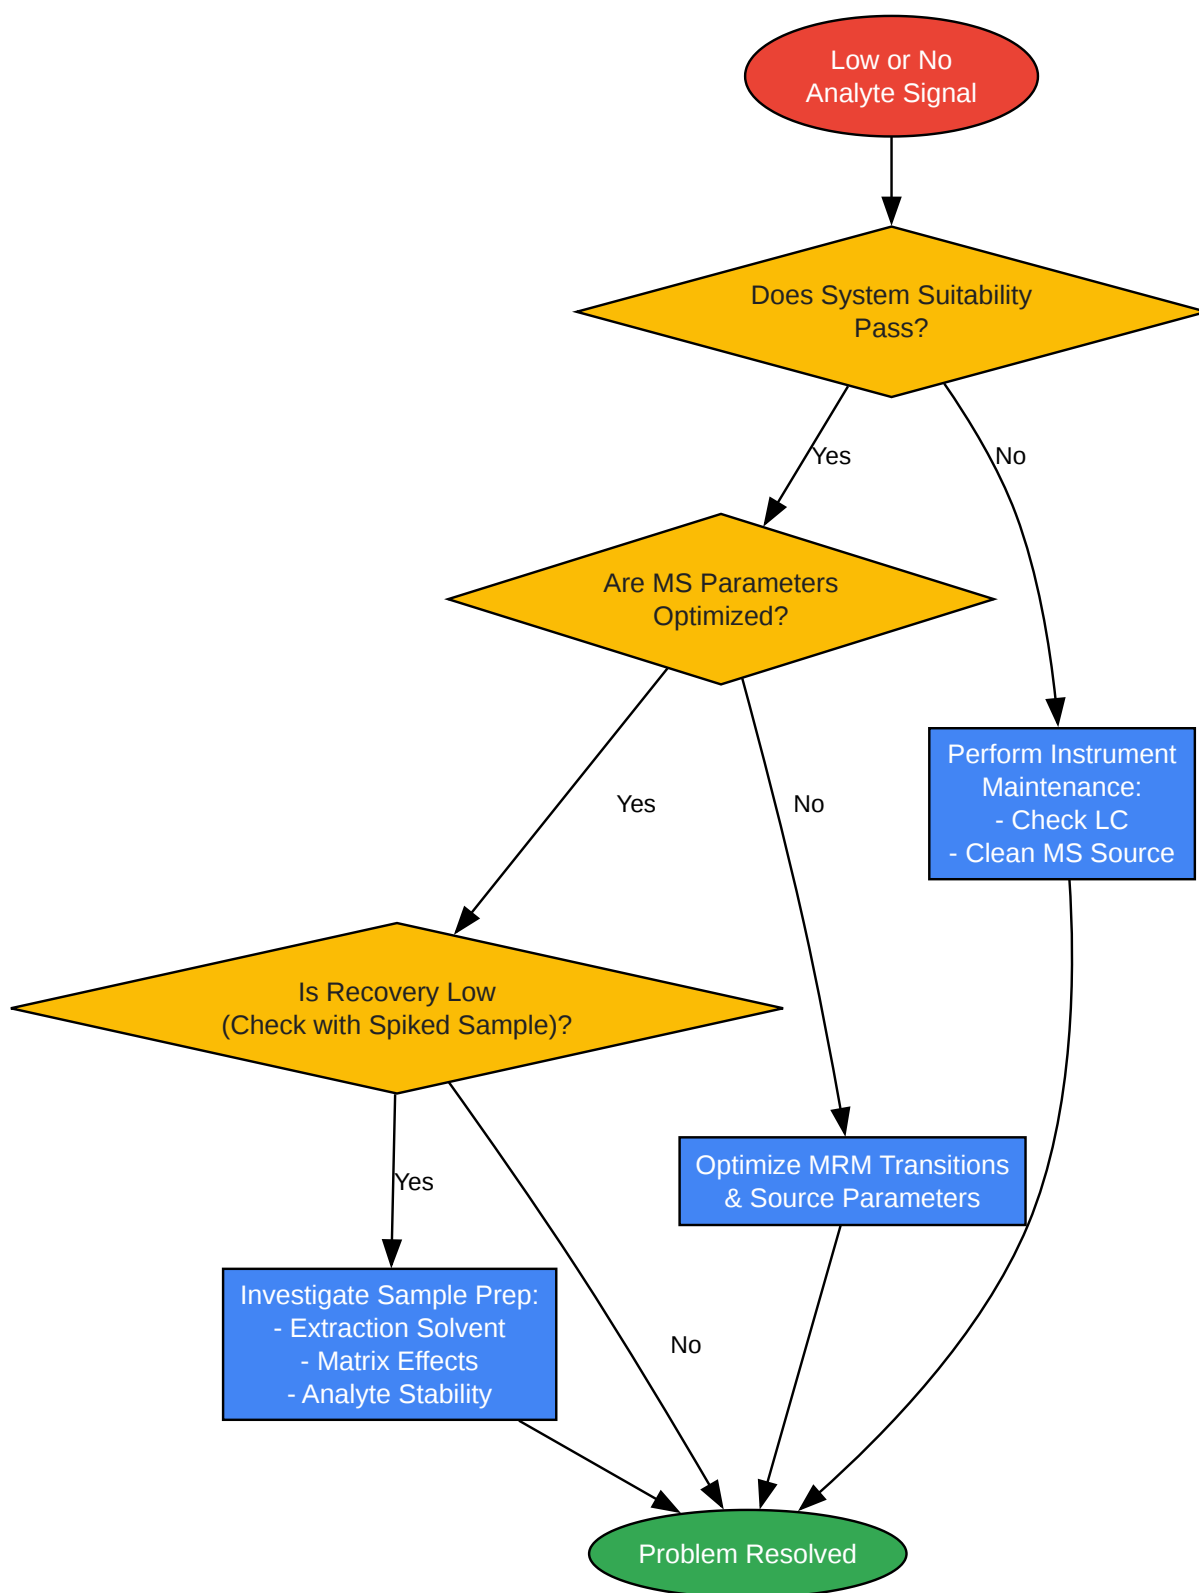 Low or No
Analyte Signal
Does System Suitability
Pass?
Yes
No
Are MS Parameters
Optimized?
Yes
No
Perform Instrument
Maintenance:
- Check LC
- Clean MS Source
Is Recovery Low
(Check with Spiked Sample)?
Yes
No
Optimize MRM Transitions
& Source Parameters
Investigate Sample Prep:
- Extraction Solvent
- Matrix Effects
- Analyte Stability
Problem Resolved